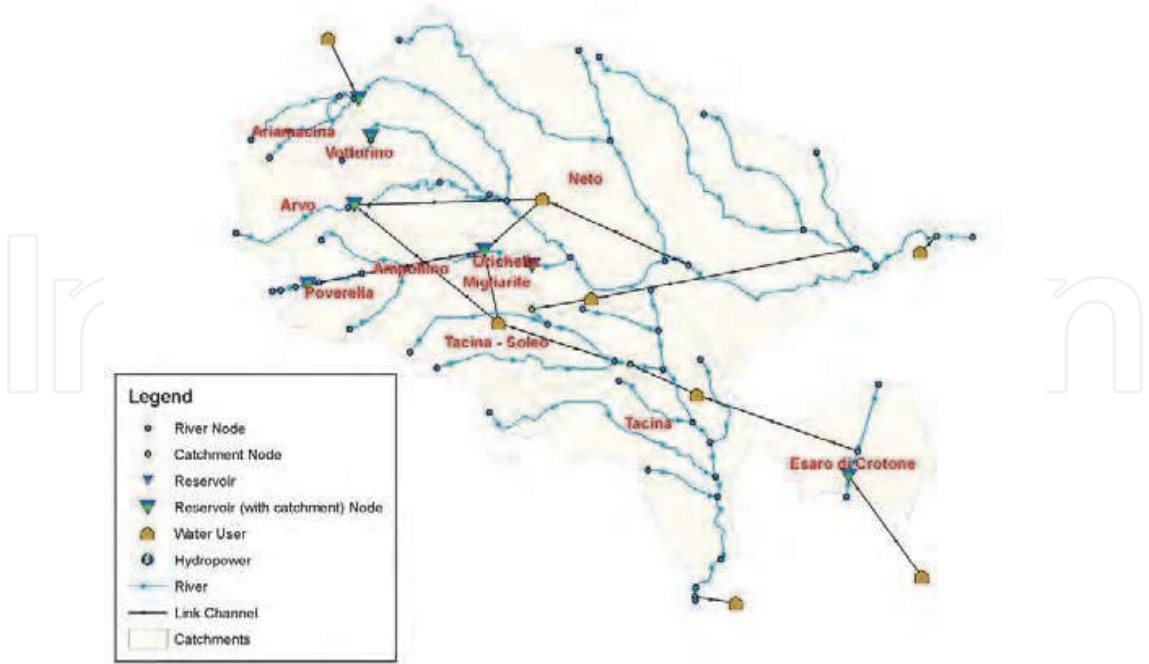 Ariamacina
Votturino
Neto
Arvo
Orichella
Ampollino
Migliarite
Poverella
Tacina - Soleo
Tacina
Esaro di Crotone
Legend
River Node
Catchment Node
Reservoir
Reservoir (with catchment) Node
Water User
Hydropower
River
Link Channel
Catchments